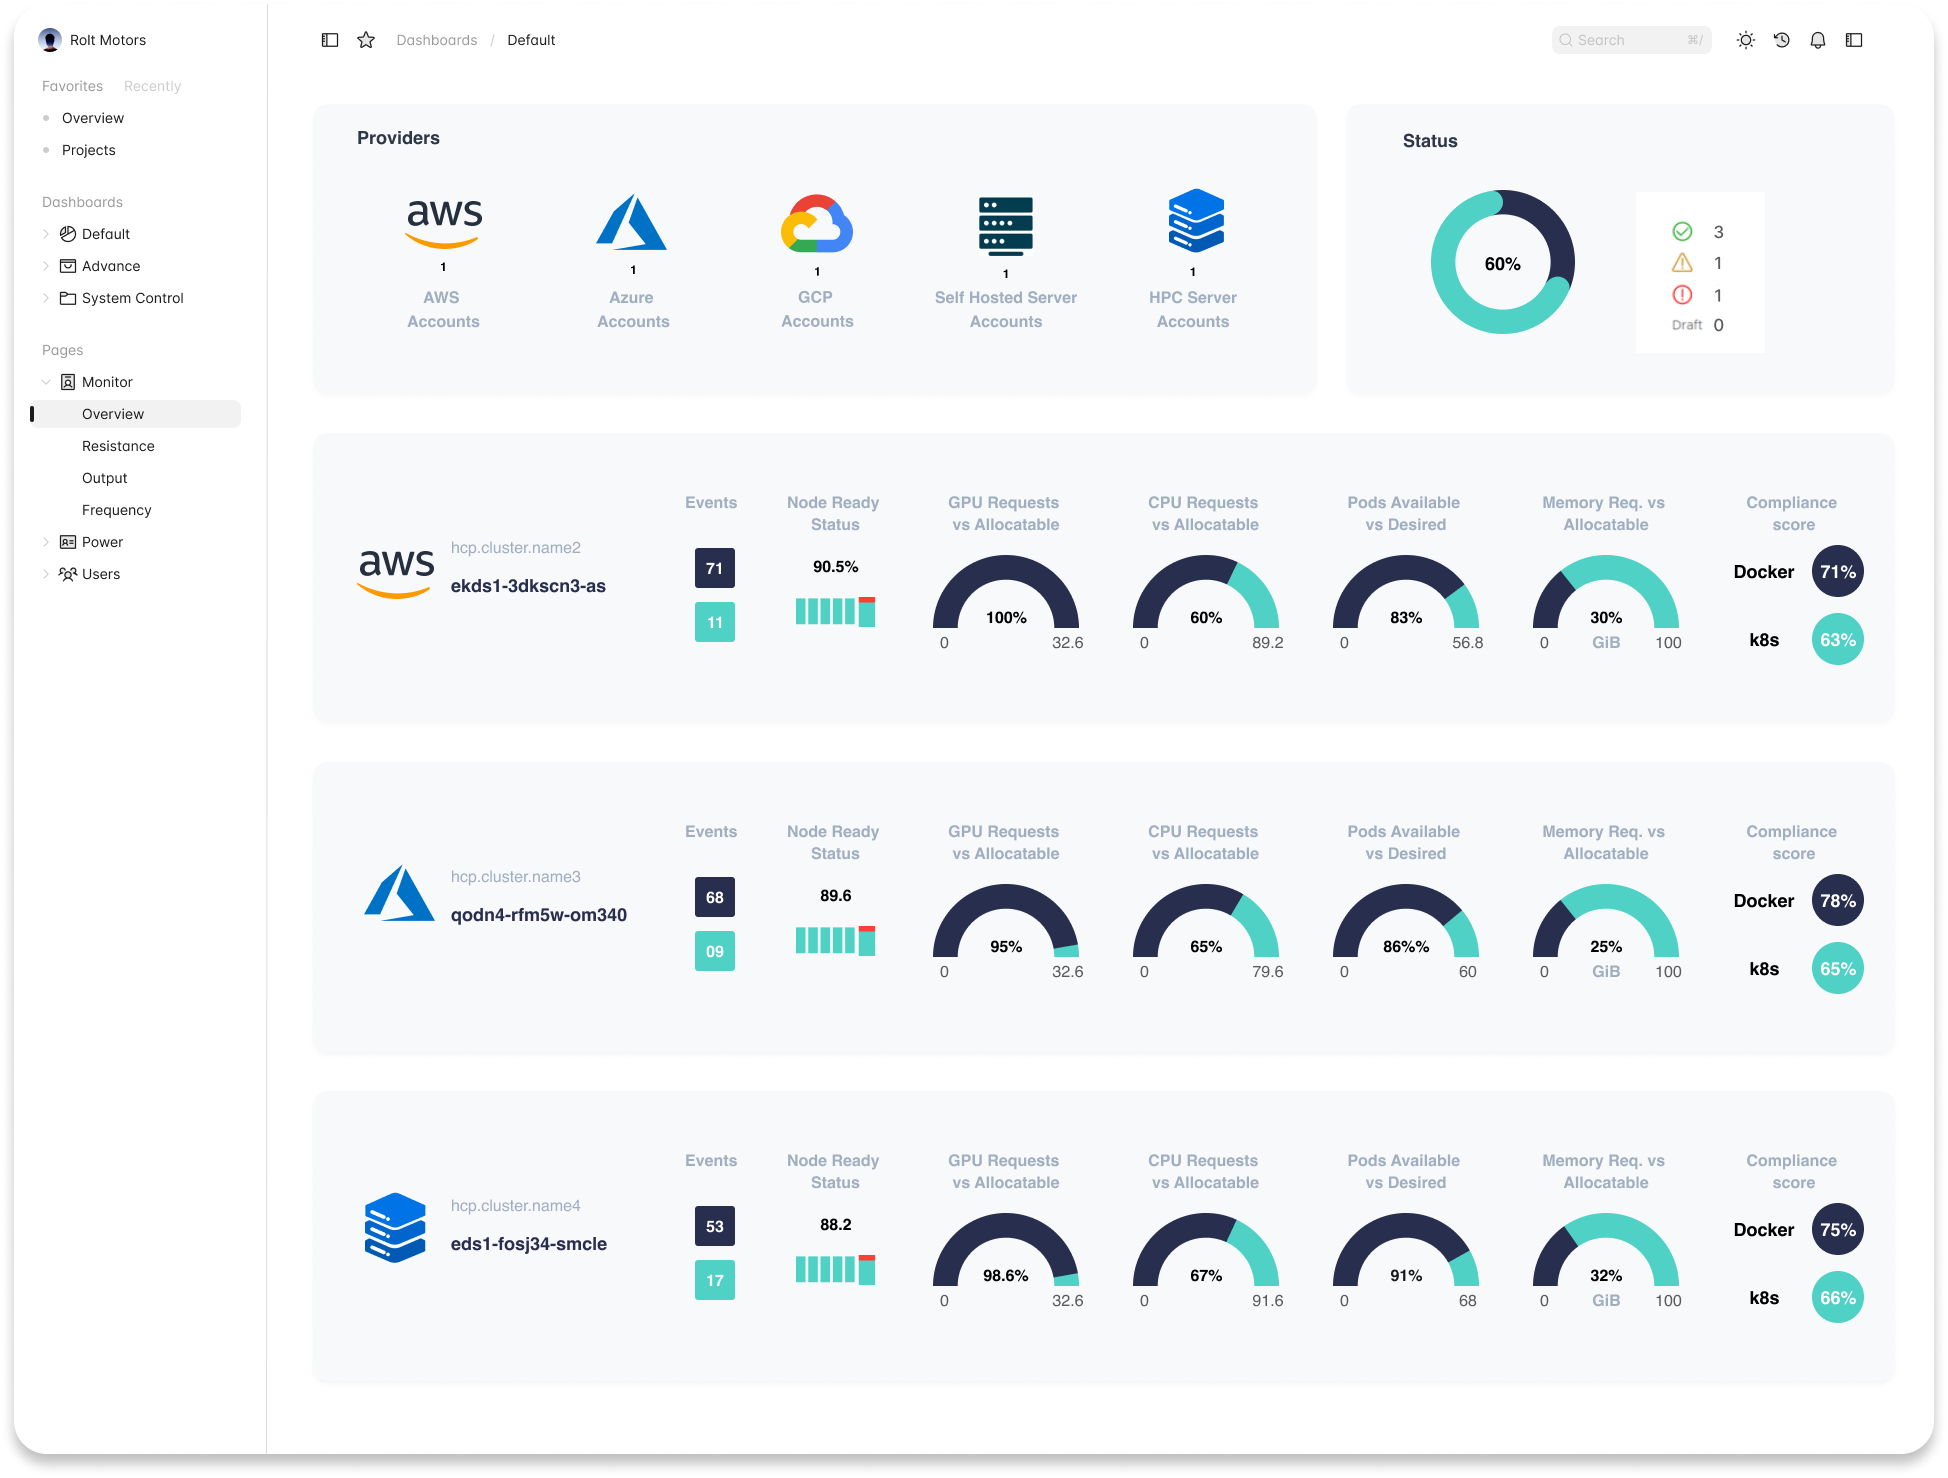 Rolt Motors
Favorites
Recently
Overview
Projects
Dashboards
Default
Advance
System Control
Pages
Monitor
Overview
Resistance
Output
Frequency
Power
Users
Dashboards / Default
Search
⌘/
Providers
aws
1
AWS
Accounts
1
Azure
Accounts
1
GCP
Accounts
1
Self Hosted Server
Accounts
1
HPC Server
Accounts
Status
60%
3
1
1
Draft 0
aws
hcp.cluster.name2
ekds1-3dkscn3-as
Events
71
11
Node Ready
Status
90.5%
GPU Requests
vs Allocatable
100%
0 32.6
CPU Requests
vs Allocatable
60%
0 89.2
Pods Available
vs Desired
83%
0 56.8
Memory Req. vs
Allocatable
30%
0 GiB 100
Compliance
score
Docker 71%
k8s 63%
hcp.cluster.name3
qodn4-rfm5w-om340
Events
68
09
Node Ready
Status
89.6
GPU Requests
vs Allocatable
95%
0 32.6
CPU Requests
vs Allocatable
65%
0 79.6
Pods Available
vs Desired
86%%
0 60
Memory Req. vs
Allocatable
25%
0 GiB 100
Compliance
score
Docker 78%
k8s 65%
hcp.cluster.name4
eds1-fosj34-smcle
Events
53
17
Node Ready
Status
88.2
GPU Requests
vs Allocatable
98.6%
0 32.6
CPU Requests
vs Allocatable
67%
0 91.6
Pods Available
vs Desired
91%
0 68
Memory Req. vs
Allocatable
32%
0 GiB 100
Compliance
score
Docker 75%
k8s 66%